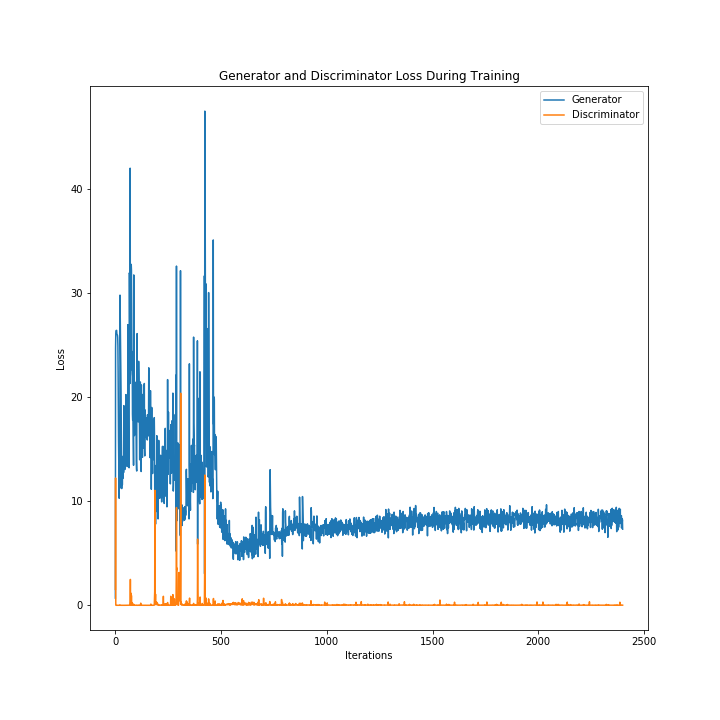 Generator and Discriminator Loss During Training
Generator
Discriminator
Loss
40
30
20
10
0
0 500 1000 1500 2000 2500
Iterations